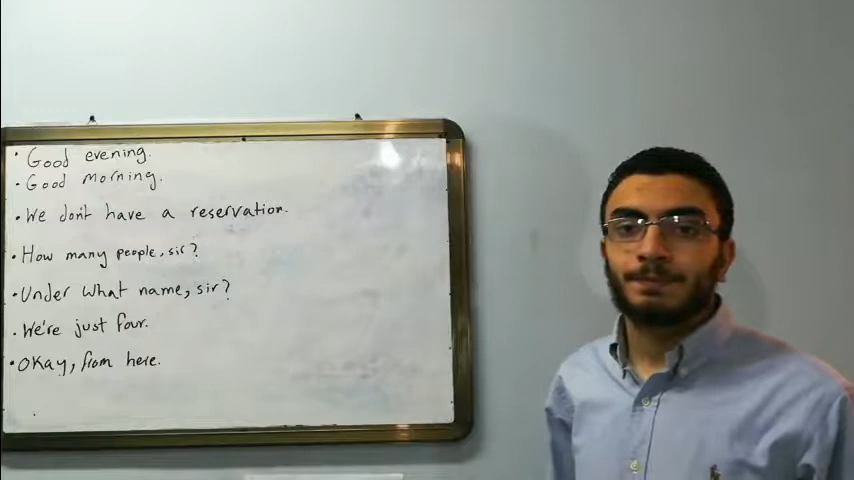 • Good evening.
• Good morning.
• We don't have a reservation.
• How many people, sir?
• Under what name, sir?
• We're just four.
• Okay, from here.